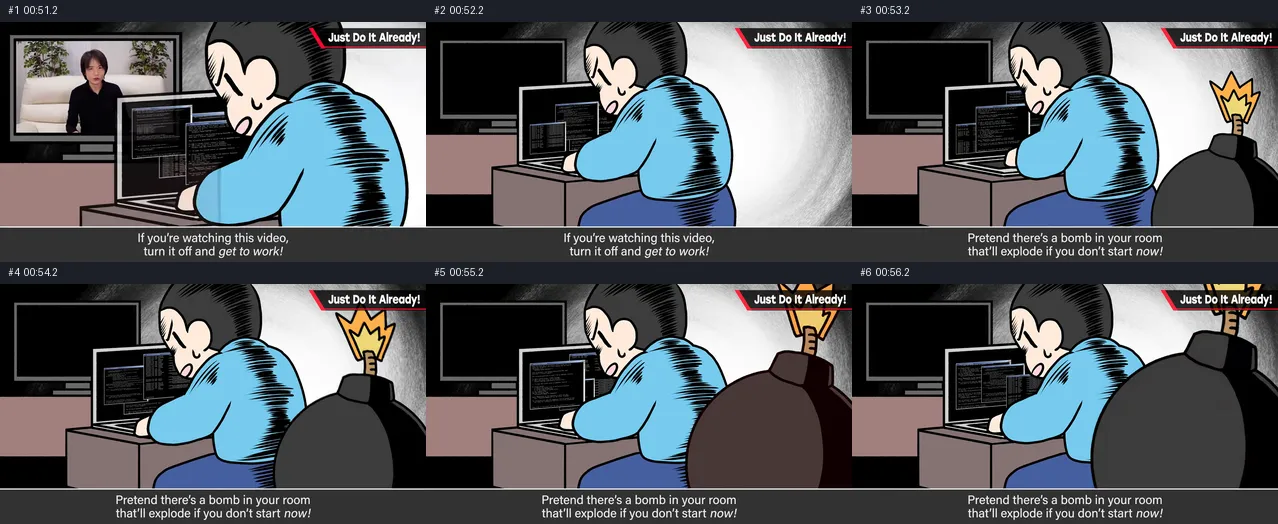 #1 00:51.2
Just Do It Already!
If you're watching this video,
turn it off and get to work!
#2 00:52.2
Just Do It Already!
If you're watching this video,
turn it off and get to work!
#3 00:53.2
Just Do It Already!
Pretend there's a bomb in your room
that'll explode if you don't start now!
#4 00:54.2
Just Do It Already!
Pretend there's a bomb in your room
that'll explode if you don't start now!
#5 00:55.2
Just Do It Already!
Pretend there's a bomb in your room
that'll explode if you don't start now!
#6 00:56.2
Just Do It Already!
Pretend there's a bomb in your room
that'll explode if you don't start now!